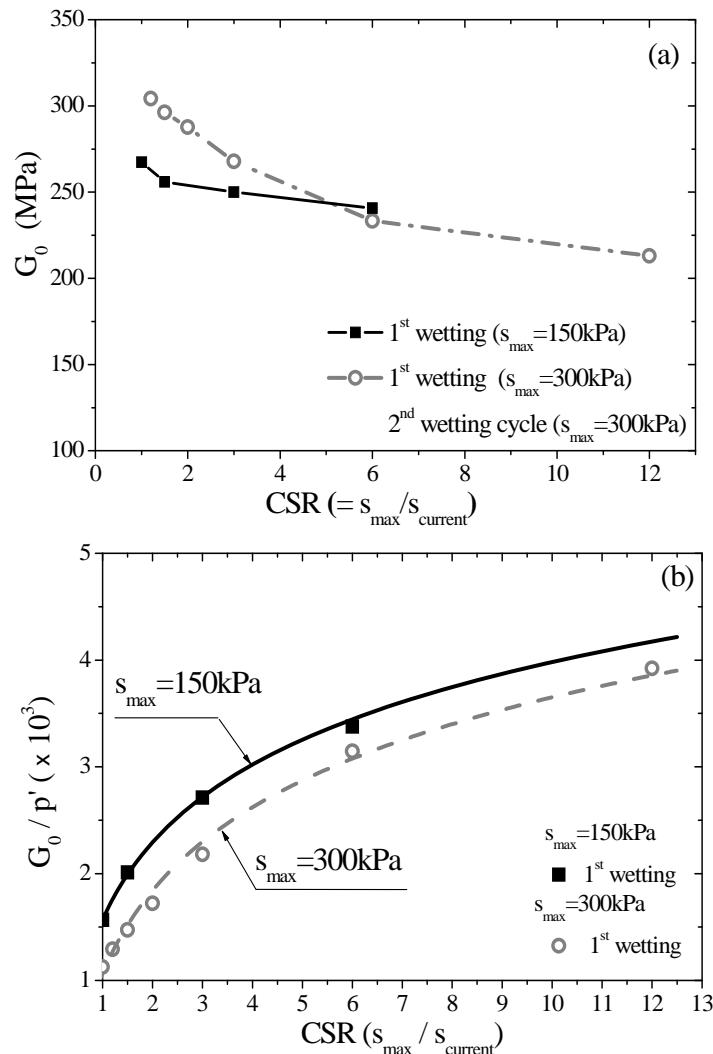 (a)
350
300
250
200
150
100
G0 (MPa)
1st wetting (smax=150kPa)
1st wetting (smax=300kPa)
2nd wetting cycle (smax=300kPa)
0 2 4 6 8 10 12
CSR (= smax/scurrent)
(b)
5
4
3
2
1
G0 / p' ( x 10³)
smax=150kPa
smax=300kPa
smax=150kPa
1st wetting
smax=300kPa
1st wetting
1 2 3 4 5 6 7 8 9 10 11 12 13
CSR (smax / scurrent)